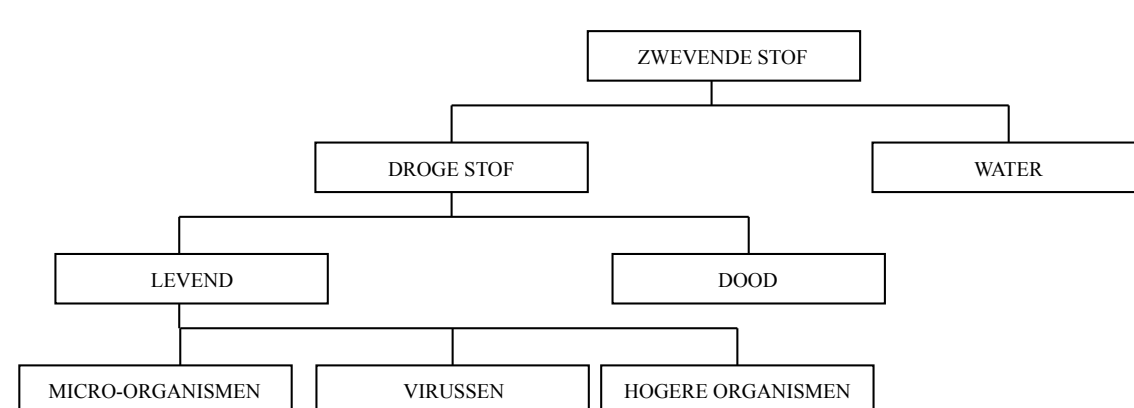 ZWEVENDE STOF
DROGE STOF
WATER
LEVEND
DOOD
MICRO-ORGANISMEN
VIRUSSEN
HOGERE ORGANISMEN